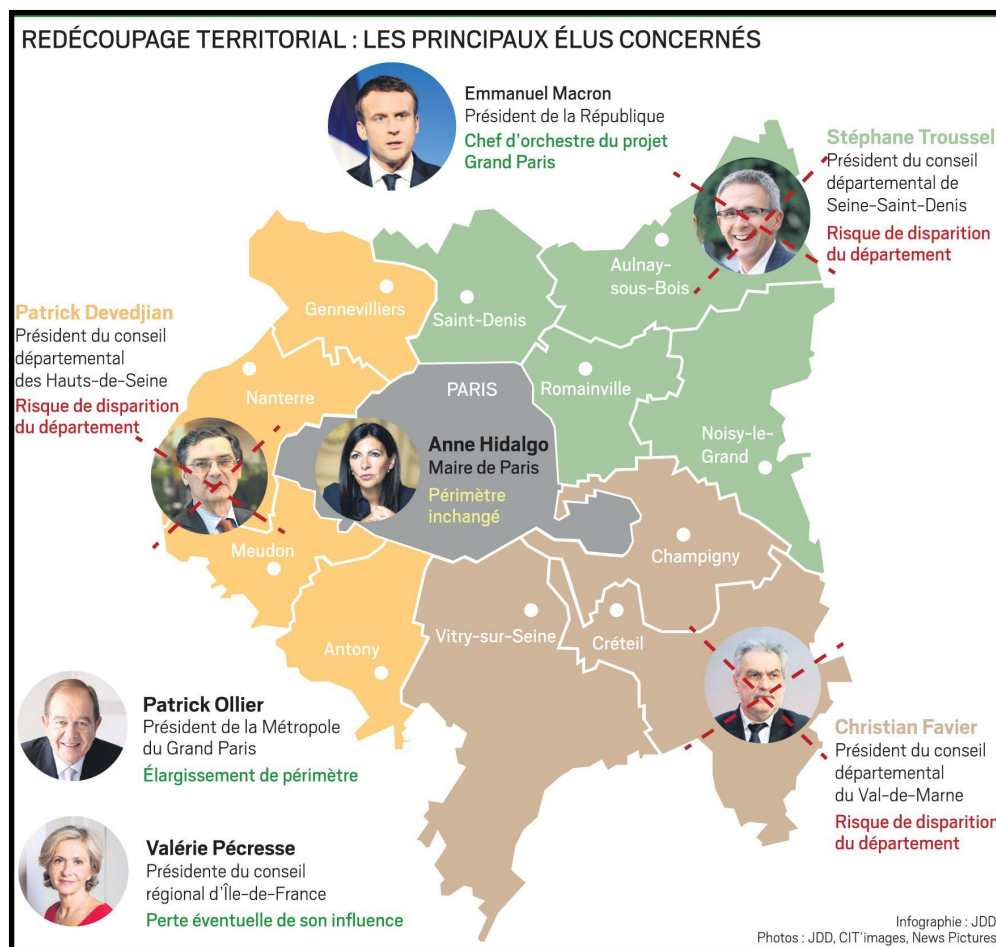 REDÉCOUPAGE TERRITORIAL : LES PRINCIPAUX ÉLUS CONCERNÉS
Emmanuel Macron
Président de la République
Chef d'orchestre du projet
Grand Paris
Stéphane Troussel
Président du conseil
départemental de
Seine-Saint-Denis
Risque de disparition
du département
Aulnay-
sous-Bois
Gennevilliers
Saint-Denis
Patrick Devedjian
Président du conseil
départemental
des Hauts-de-Seine
Risque de disparition
du département
Nanterre
PARIS
Romainville
Noisy-le-
Grand
Anne Hidalgo
Maire de Paris
Périmètre
inchangé
Meudon
Champigny
Antony
Vitry-sur-Seine
Créteil
Patrick Ollier
Président de la Métropole
du Grand Paris
Élargissement de périmètre
Christian Favier
Président du conseil
départemental
du Val-de-Marne
Risque de disparition
du département
Valérie Pécresse
Présidente du conseil
régional d'Île-de-France
Perte éventuelle de son influence
Infographie : JDD
Photos : JDD, CIT'images, News Pictures